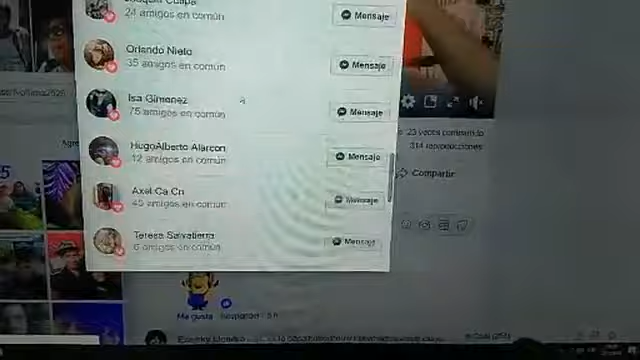 24 amigos en común
Mensaje
Orlando Nieto
35 amigos en común
Mensaje
Isa Gimenez
75 amigos en común
Mensaje
HugoAlberto Alarcon
12 amigos en común
Mensaje
Axel Ca Cn
45 amigos en común
Mensaje
Teresa Salvatierra
6 amigos en común
Mensaje
23 veces compartido
314 reproducciones
Compartir
Me gusta · Responder · 5 h